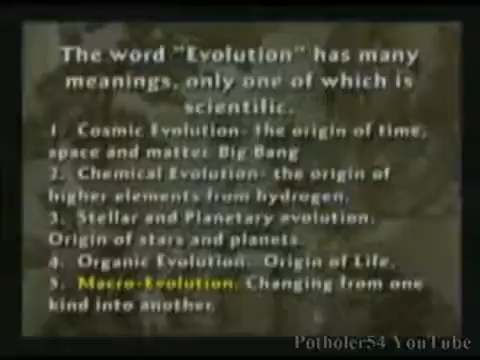 The word "Evolution" has many
meanings, only one of which is
scientific.
1. Cosmic Evolution- the origin of time,
space and matter. Big Bang
2. Chemical Evolution- the origin of
higher elements from hydrogen.
3. Stellar and Planetary evolution.
Origin of stars and planets.
4. Organic Evolution. Origin of Life.
5. Macro-Evolution. Changing from one
kind into another.
Potholer54 YouTube